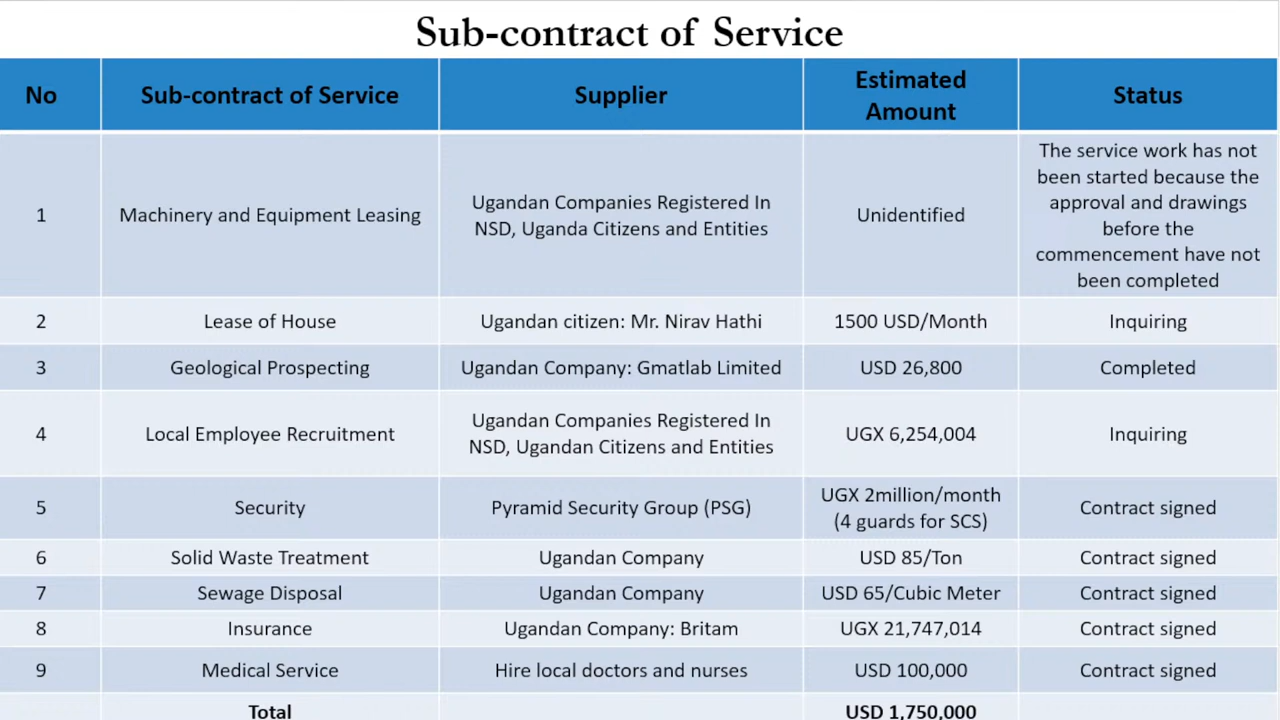 Sub-contract of Service
No
Sub-contract of Service
Supplier
Estimated
Amount
Status
1
Machinery and Equipment Leasing
Ugandan Companies Registered In
NSD, Uganda Citizens and Entities
Unidentified
The service work has not
been started because the
approval and drawings
before the
commencement have not
been completed
2
Lease of House
Ugandan citizen: Mr. Nirav Hathi
1500 USD/Month
Inquiring
3
Geological Prospecting
Ugandan Company: Gmatlab Limited
USD 26,800
Completed
4
Local Employee Recruitment
Ugandan Companies Registered In
NSD, Ugandan Citizens and Entities
UGX 6,254,004
Inquiring
5
Security
Pyramid Security Group (PSG)
UGX 2million/month
(4 guards for SCS)
Contract signed
6
Solid Waste Treatment
Ugandan Company
USD 85/Ton
Contract signed
7
Sewage Disposal
Ugandan Company
USD 65/Cubic Meter
Contract signed
8
Insurance
Ugandan Company: Britam
UGX 21,747,014
Contract signed
9
Medical Service
Hire local doctors and nurses
USD 100,000
Contract signed
Total
USD 1,750,000